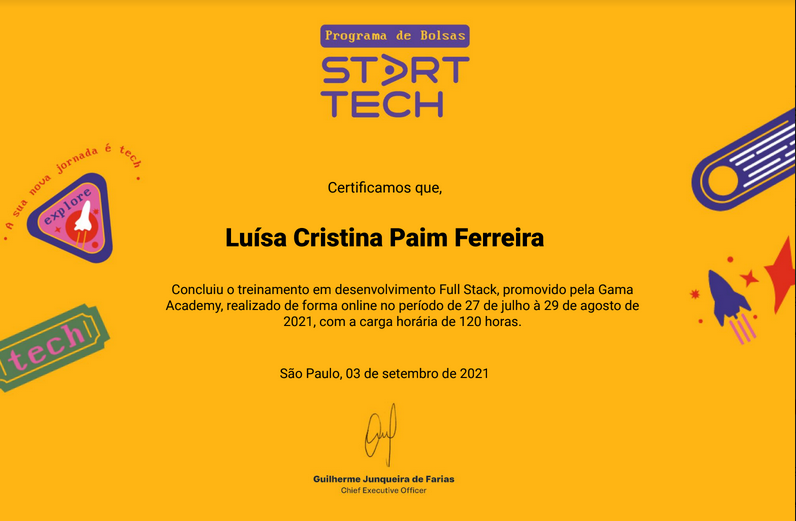 Programa de Bolsas
START
TECH
A sua nova jornada é tech
explore
tech
Certificamos que,
Luísa Cristina Paim Ferreira
Concluiu o treinamento em desenvolvimento Full Stack, promovido pela Gama
Academy, realizado de forma online no período de 27 de julho à 29 de agosto de
2021, com a carga horária de 120 horas.
São Paulo, 03 de setembro de 2021
Guilherme Junqueira de Farias
Chief Executive Officer